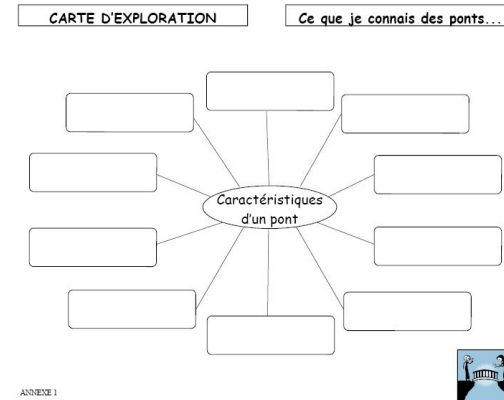 CARTE D'EXPLORATION
Ce que je connais des ponts...
Caractéristiques
d'un pont
ANNEXE 1